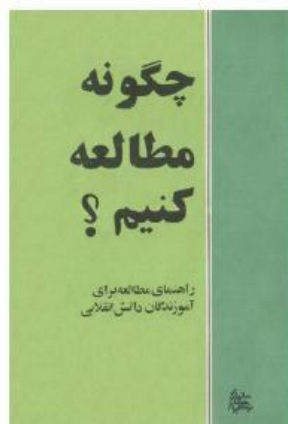 چگونه
مطالعه
کنیم ؟
راهنمای مطالعه برای
آموزندگان دانش انقلابی